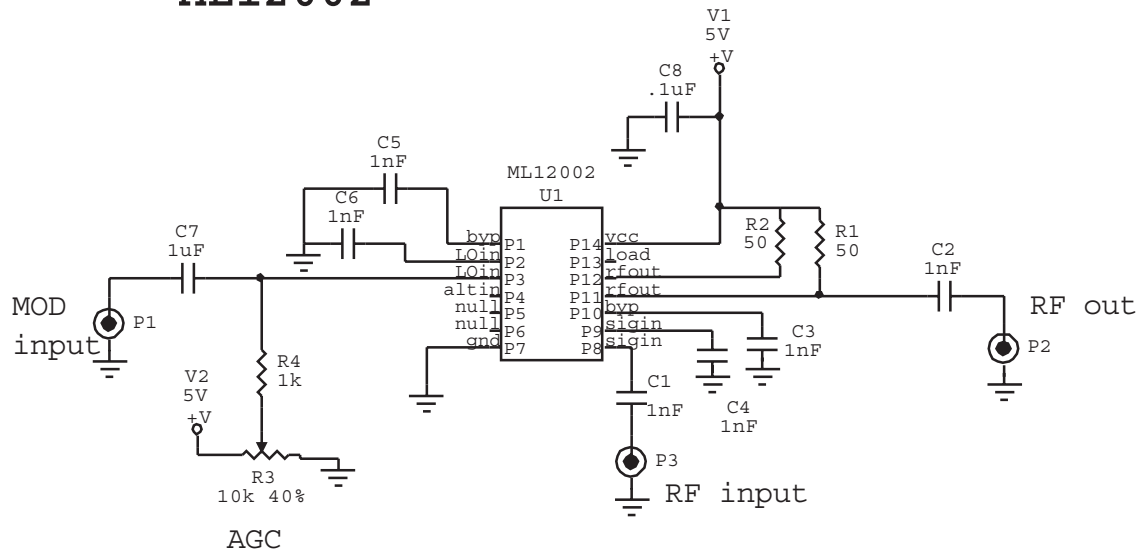 ML12002
V1
5V
+V
C8
.1uF
C5
1nF
ML12002
U1
C6
1nF
C7
1uF
R2
50
R1
50
C2
1nF
byp P1
LOin P2
LOin P3
altin P4
null P5
null P6
gnd P7
P14 vcc
P13 load
P12 rfout
P11 rfout
P10 byp
P9 sigin
P8 sigin
MOD
input
P1
RF out
P2
C3
1nF
R4
1k
V2
5V
+V
C1
1nF
C4
1nF
R3
10k 40%
P3
RF input
AGC